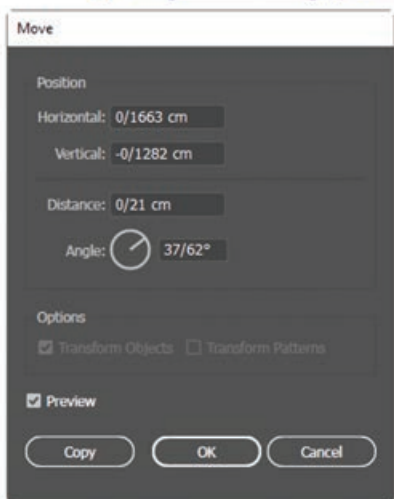 Move
Position
Horizontal: 0/1663 cm
Vertical: -0/1282 cm
Distance: 0/21 cm
Angle: 37/62°
Options
Transform Objects Transform Patterns
Preview
Copy OK Cancel